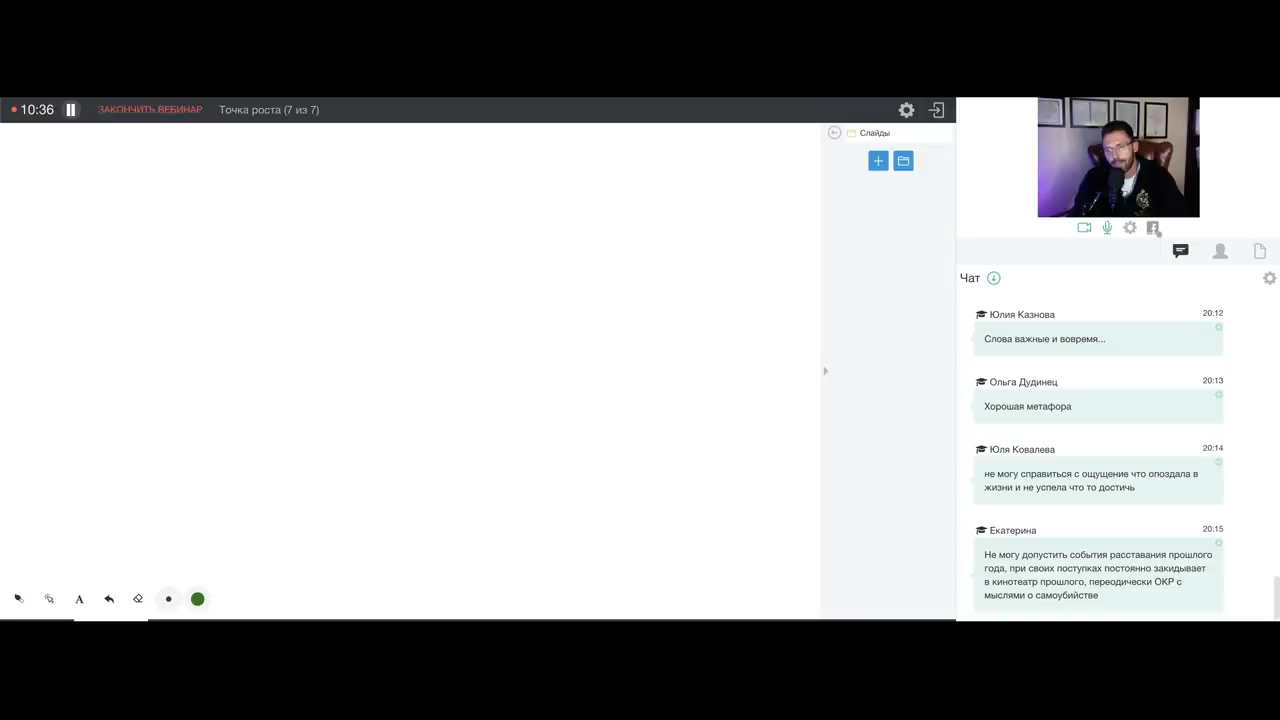 10:36 ЗАКОНЧИТЬ ВЕБИНАР Точка роста (7 из 7)
Слайды
Чат
Юлия Казнова 20:12
Слова важные и вовремя...
Ольга Дудинец 20:13
Хорошая метафора
Юля Ковалева 20:14
не могу справиться с ощущение что опоздала в
жизни и не успела что то достичь
Екатерина 20:15
Не могу допустить события расставания прошлого
года, при своих поступках постоянно закидывает
в кинотеатр прошлого, переодически ОКР с
мыслями о самоубийстве
A